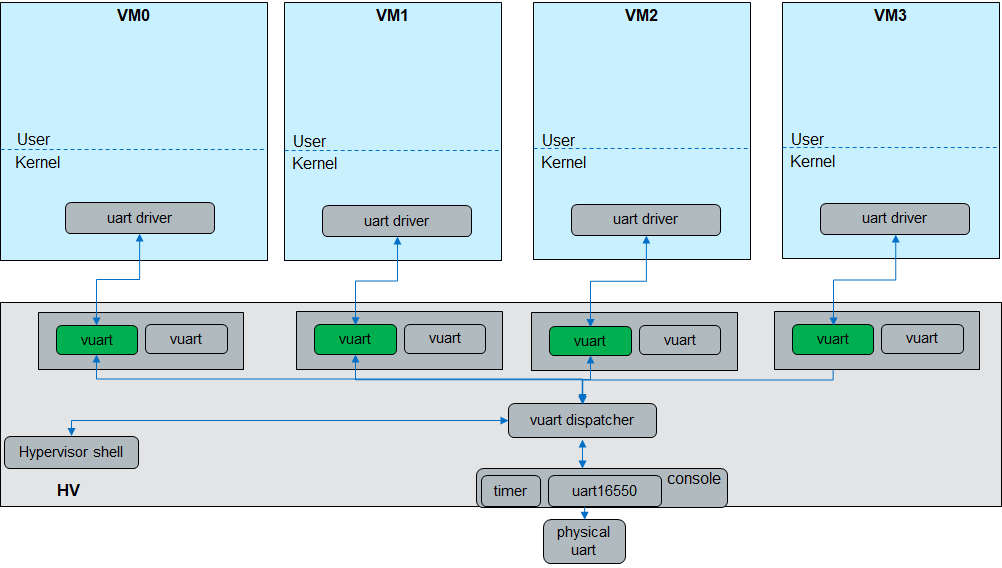 VM0
VM1
VM2
VM3
User
Kernel
User
Kernel
User
Kernel
User
Kernel
uart driver
uart driver
uart driver
uart driver
vuart
vuart
vuart
vuart
vuart
vuart
vuart
vuart
vuart dispatcher
Hypervisor shell
HV
console
timer
uart16550
physical
uart